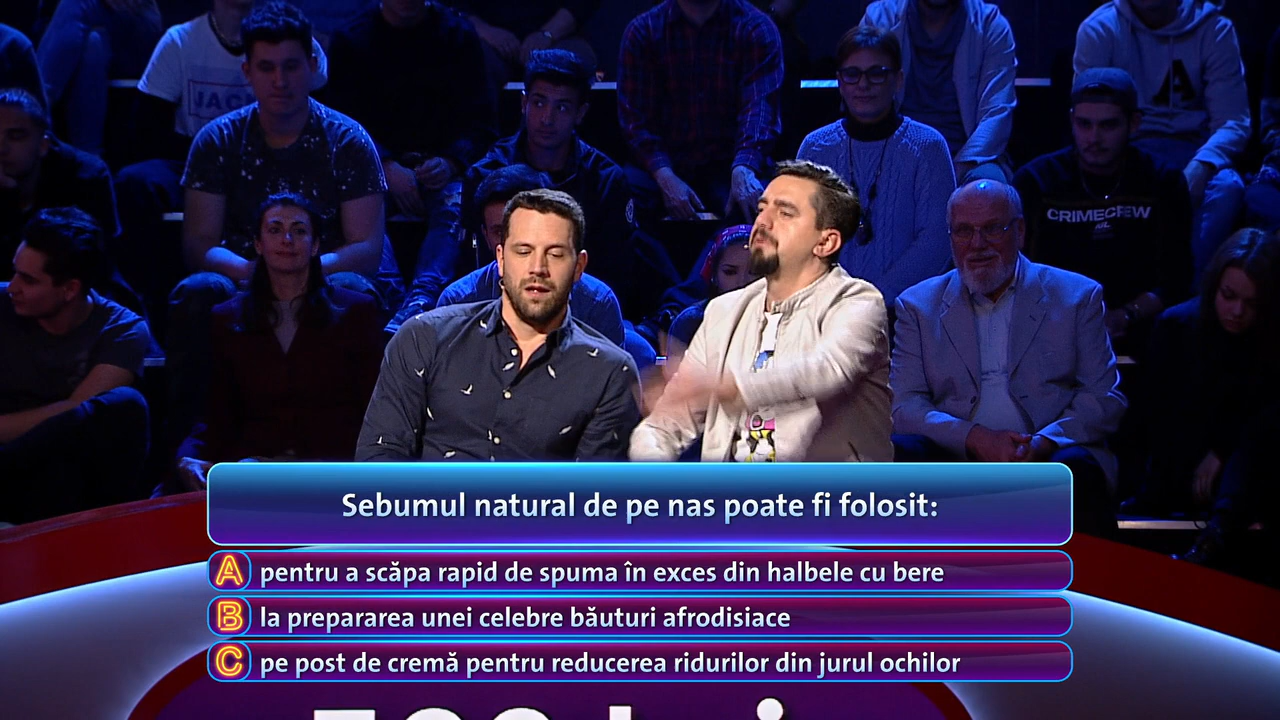 JACK
A
CRIMECREW
Sebumul natural de pe nas poate fi folosit:
A pentru a scăpa rapid de spuma în exces din halbele cu bere
B la prepararea unei celebre băuturi afrodisiace
C pe post de cremă pentru reducerea ridurilor din jurul ochilor